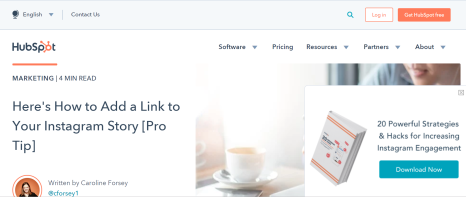 English
Contact Us
Log in
Get HubSpot free
HubSpot
Software
Pricing
Resources
Partners
About
MARKETING | 4 MIN READ
Here's How to Add a Link to
Your Instagram Story [Pro
Tip]
Written by Caroline Forsey
@cforsey1
20 Powerful Strategies
& Hacks for Increasing
Instagram Engagement
Download Now